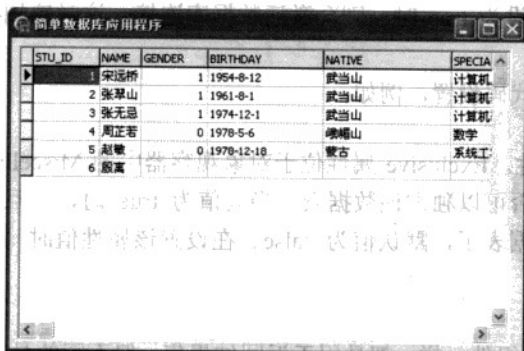 简单数据库应用程序
STU_ID NAME GENDER BIRTHDAY NATIVE SPECIA
1 宋远桥 1 1954-8-12 武当山 计算机
2 张翠山 1 1961-8-1 武当山 计算机
3 张无忌 1 1974-12-1 武当山 计算机
4 周芷若 0 1978-5-6 峨嵋山 数学
5 赵敏 0 1978-12-18 蒙古 系统工
6 殷离